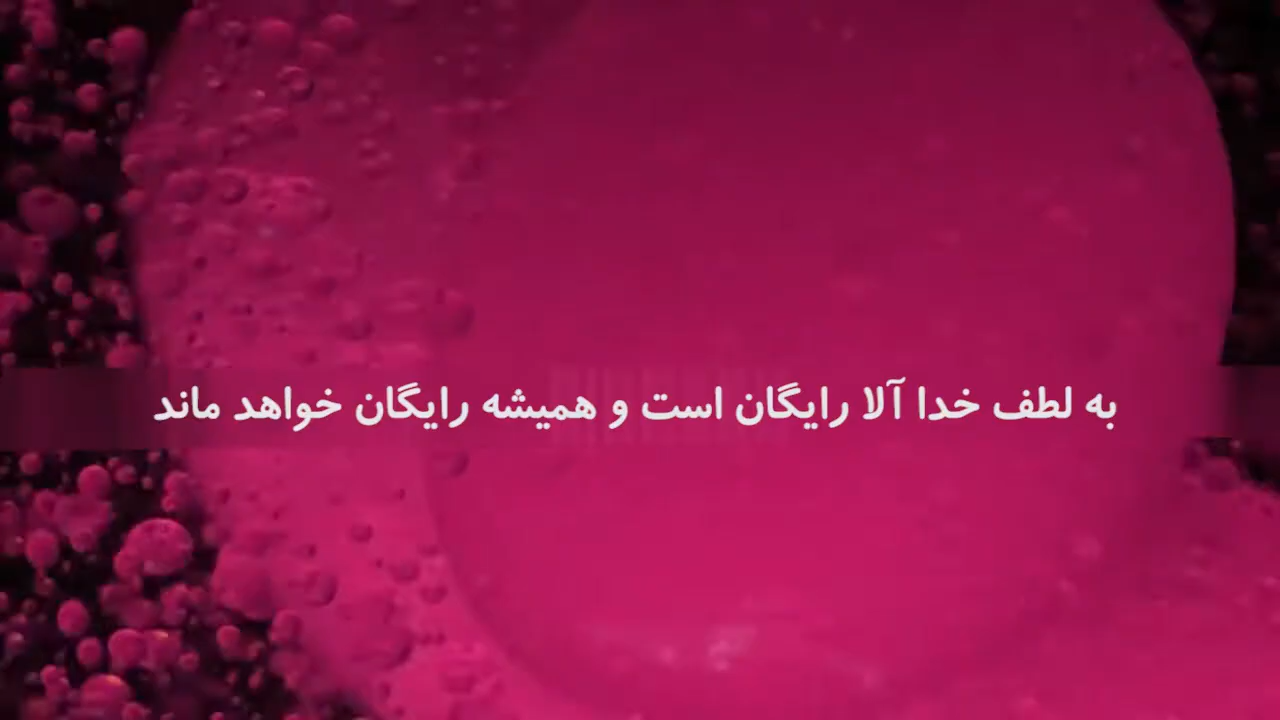 به لطف خدا آلا رایگان است و همیشه رایگان خواهد ماند